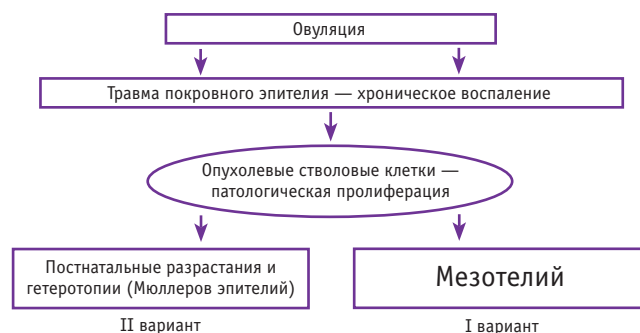 Овуляция
Травма покровного эпителия — хроническое воспаление
Опухолевые стволовые клетки —
патологическая пролиферация
Постнатальные разрастания и
гетеротопии (Мюллеров эпителий)
Мезотелий
II вариант
I вариант